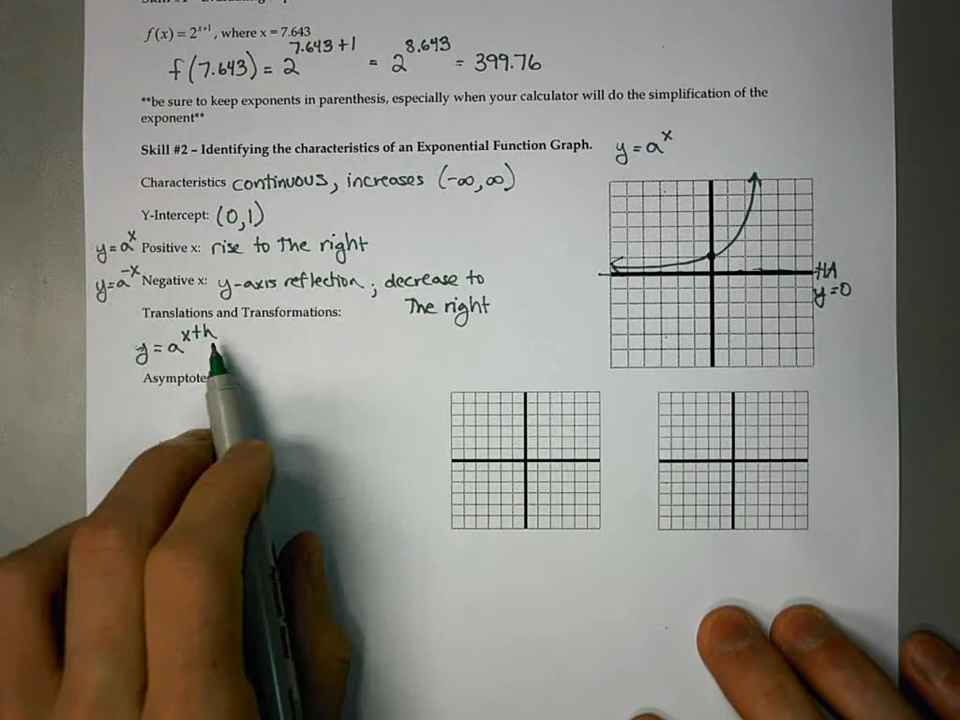 f(x) = 2^{x+1}, where x = 7.643
f(7.643) = 2^{7.643+1} = 2^{8.643} = 399.76
**be sure to keep exponents in parenthesis, especially when your calculator will do the simplification of the
exponent**
Skill #2 – Identifying the characteristics of an Exponential Function Graph.
y = a^x
Characteristics continuous, increases (-∞, ∞)
Y-Intercept: (0,1)
y = a^x Positive x: rise to the right
y = a^{-x} Negative x: y-axis reflection; decrease to
the right
HA
y = 0
Translations and Transformations:
y = a^{x+h}